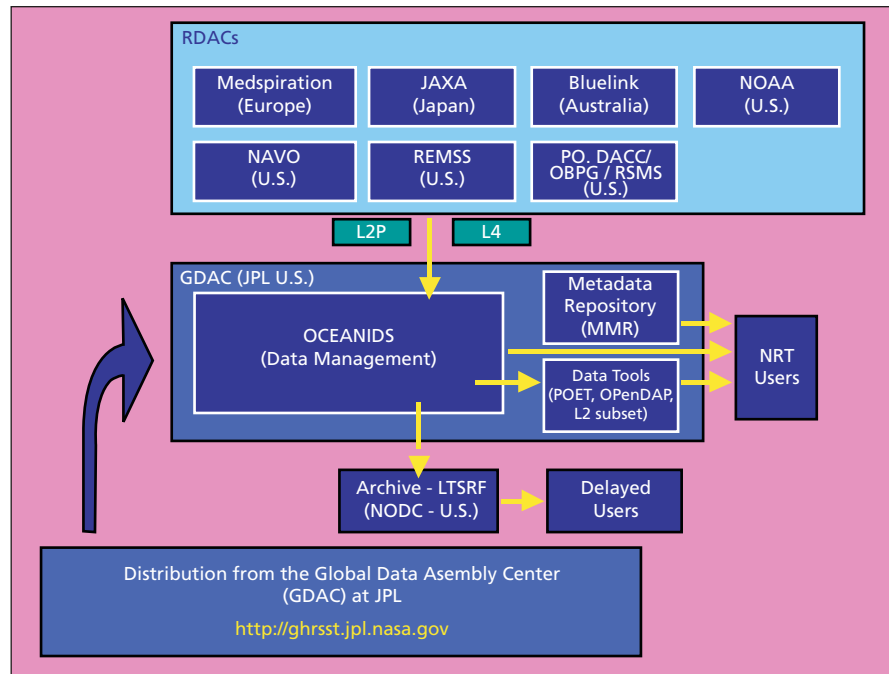 RDACs
Medspiration
(Europe)
JAXA
(Japan)
Bluelink
(Australia)
NOAA
(U.S.)
NAVO
(U.S.)
REMSS
(U.S.)
PO. DACC/
OBPG / RSMS
(U.S.)
L2P
L4
GDAC (JPL U.S.)
OCEANIDS
(Data Management)
Metadata
Repository
(MMR)
Data Tools
(POET, OPenDAP,
L2 subset)
NRT
Users
Archive - LTSRF
(NODC - U.S.)
Delayed
Users
Distribution from the Global Data Asembly Center
(GDAC) at JPL
http://ghrsst.jpl.nasa.gov